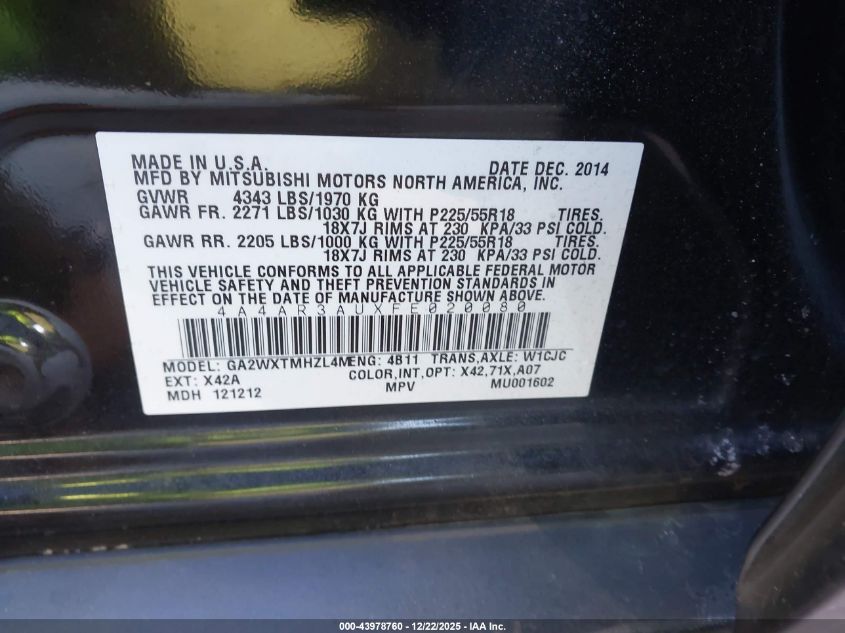 MADE IN U.S.A. DATE DEC. 2014
MFD BY MITSUBISHI MOTORS NORTH AMERICA, INC.
GVWR 4343 LBS/1970 KG
GAWR FR. 2271 LBS/1030 KG WITH P225/55R18 TIRES.
18X7J RIMS AT 230 KPA/33 PSI COLD.
GAWR RR. 2205 LBS/1000 KG WITH P225/55R18 TIRES.
18X7J RIMS AT 230 KPA/33 PSI COLD.
THIS VEHICLE CONFORMS TO ALL APPLICABLE FEDERAL MOTOR
VEHICLE SAFETY AND THEFT PREVENTION STANDARDS IN
EFFECT ON THE DATE OF MANUFACTURE SHOWN ABOVE.
4A4AR3AUXFE020080
MODEL: GA2WXTMHZL4MENG: 4B11 TRANS,AXLE: W1CJC
EXT: X42A COLOR,INT,OPT: X42,71X,A07
MDH 121212 MPV MU001602
000-43978760 - 12/22/2025 - IAA Inc.